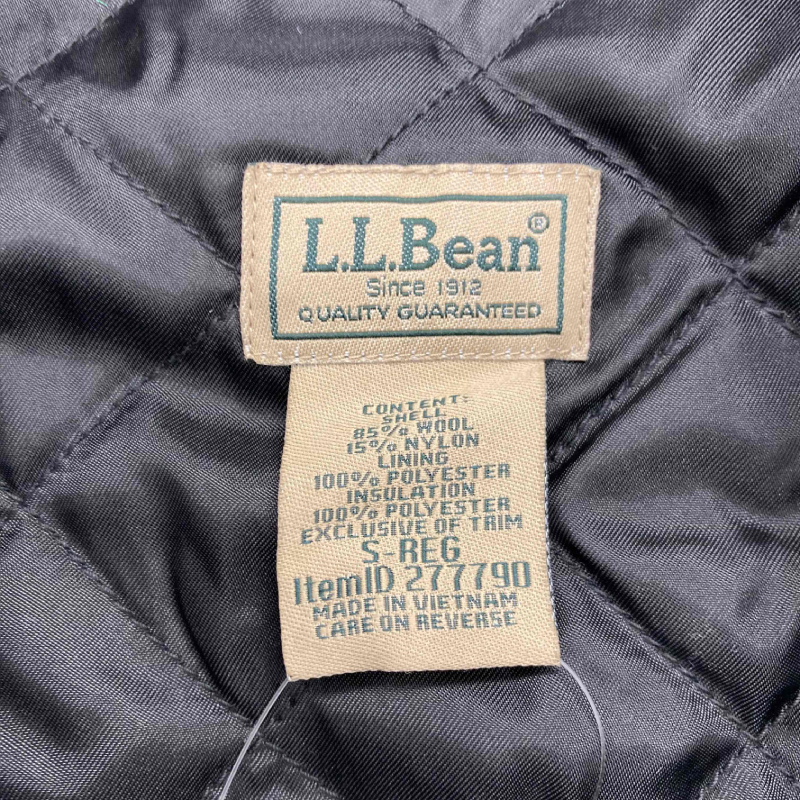 L.L.Bean®
Since 1912
QUALITY GUARANTEED
CONTENT:
SHELL
85% WOOL
15% NYLON
LINING
100% POLYESTER
INSULATION
100% POLYESTER
EXCLUSIVE OF TRIM
S-REG
ItemID 277790
MADE IN VIETNAM
CARE ON REVERSE